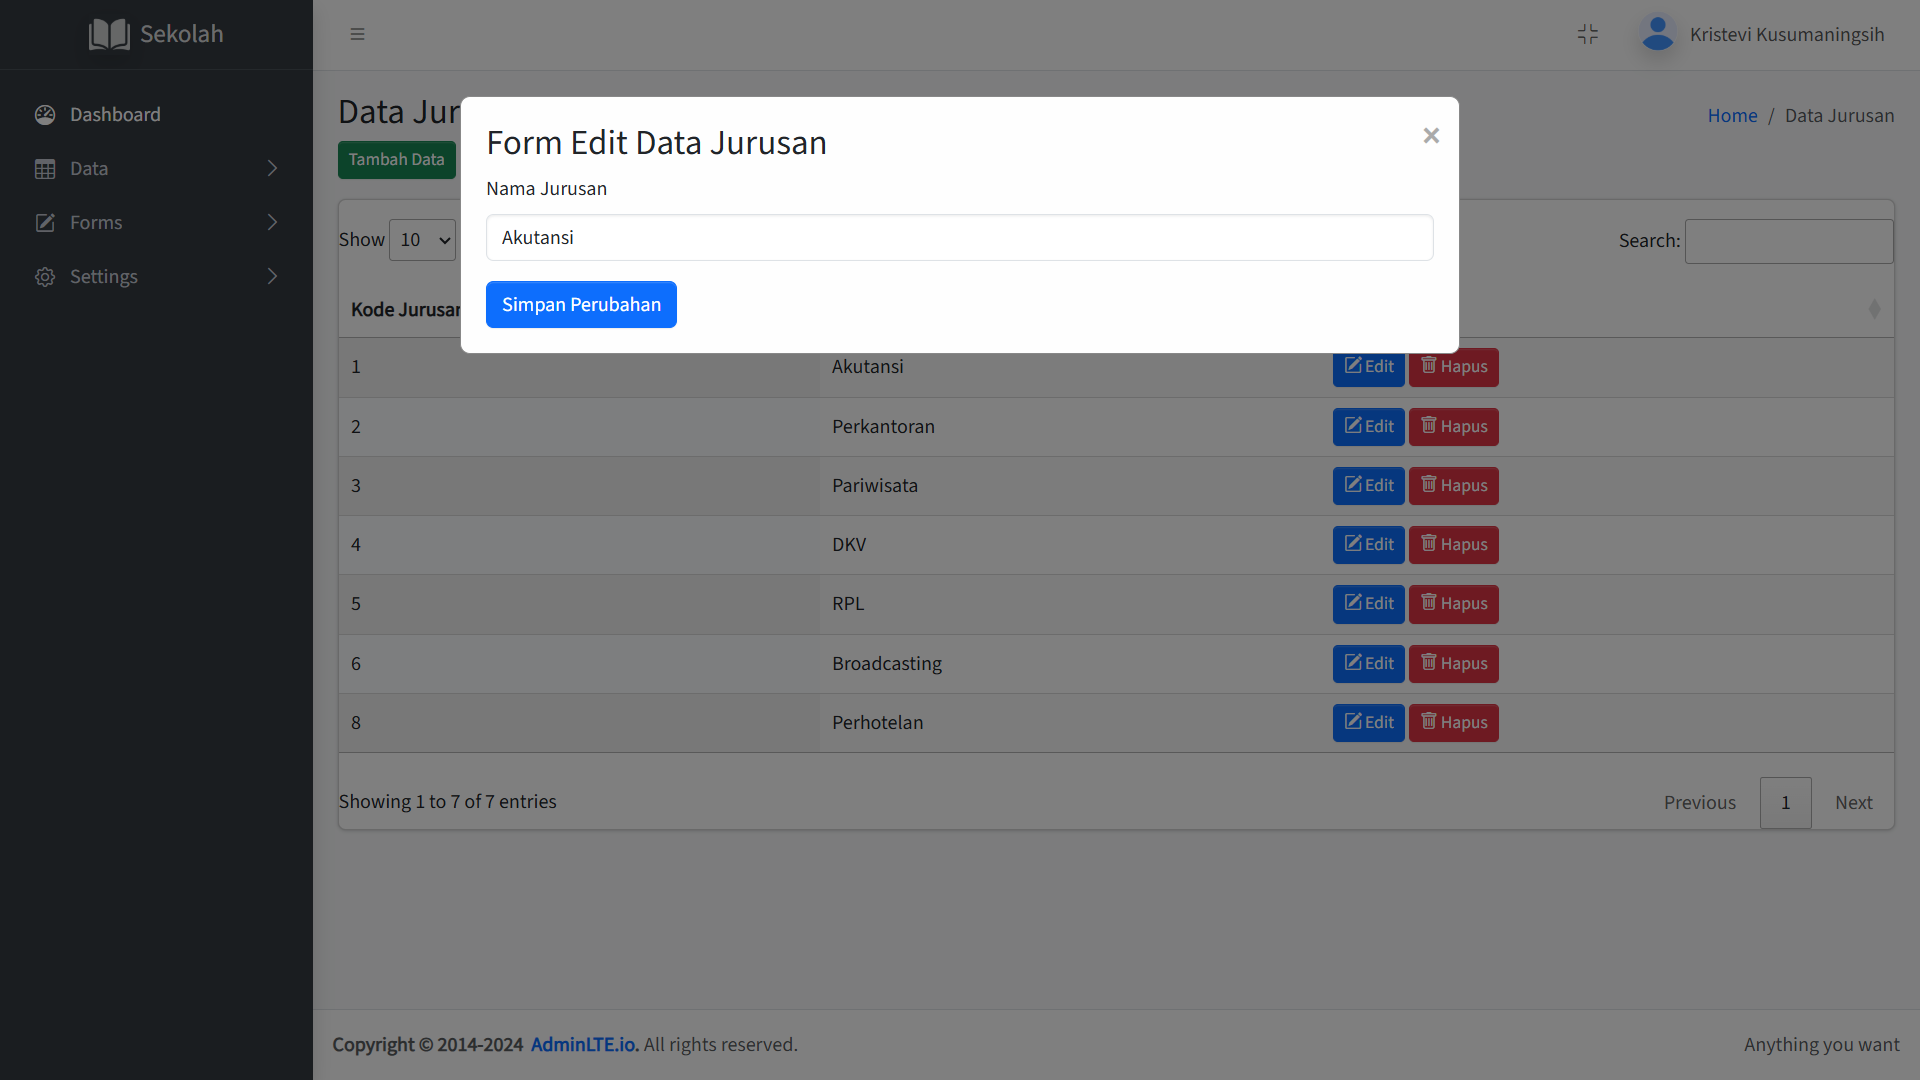 Sekolah
Kristevi Kusumaningsih
Dashboard
Data
Forms
Settings
Data Jur
Home / Data Jurusan
Tambah Data
Form Edit Data Jurusan
×
Nama Jurusan
Akutansi
Simpan Perubahan
Show 10
Search:
Kode Jurusan
1 Akutansi Edit Hapus
2 Perkantoran Edit Hapus
3 Pariwisata Edit Hapus
4 DKV Edit Hapus
5 RPL Edit Hapus
6 Broadcasting Edit Hapus
8 Perhotelan Edit Hapus
Showing 1 to 7 of 7 entries
Previous 1 Next
Copyright © 2014-2024 AdminLTE.io. All rights reserved.
Anything you want